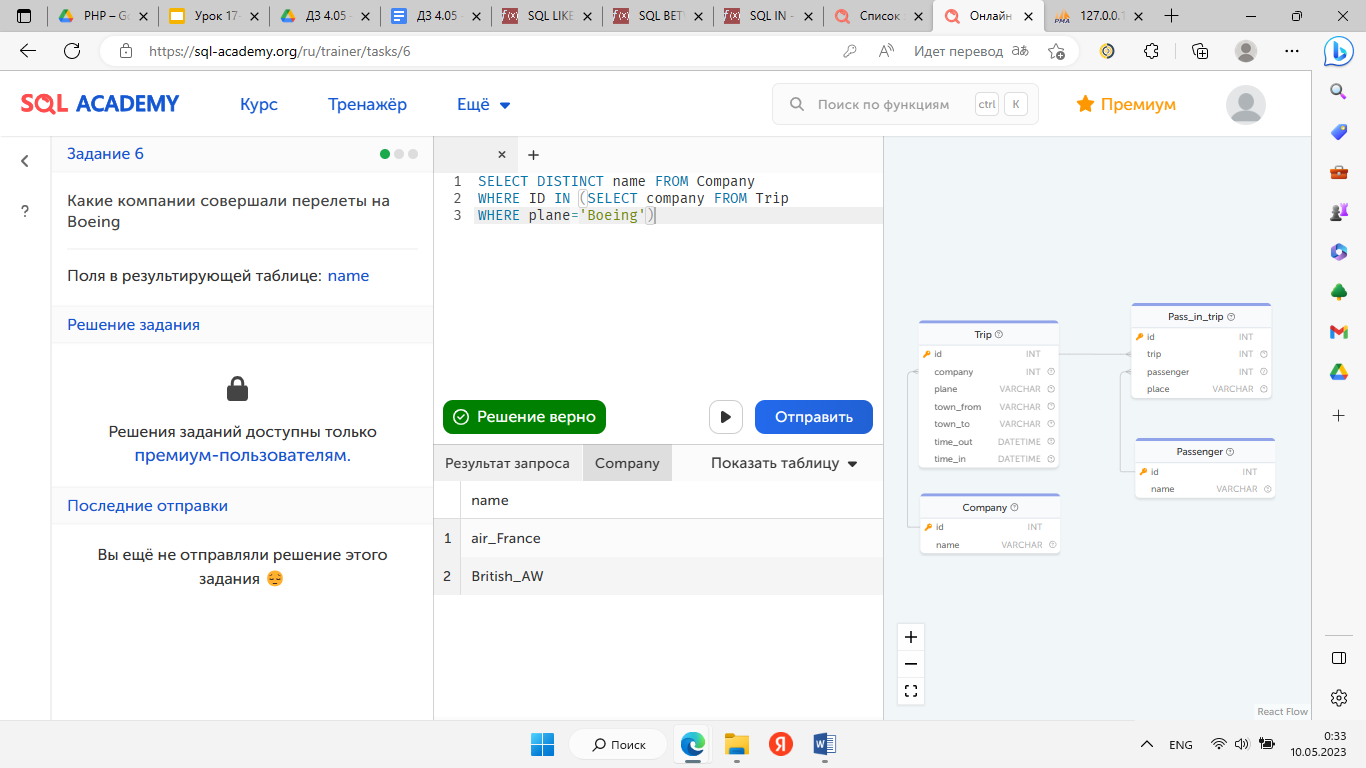 PHP – Go
Урок 17-
ДЗ 4.05 -
ДЗ 4.05 -
SQL LIKE
SQL BET
SQL IN -
Список
Онлайн
127.0.0.1
https://sql-academy.org/ru/trainer/tasks/6
Идет перевод
SQL ACADEMY
Курс
Тренажёр
Ещё
Поиск по функциям
ctrl
K
Премиум
Задание 6
Какие компании совершали перелеты на
Boeing
Поля в результирующей таблице: name
Решение задания
Решения заданий доступны только
премиум-пользователям.
Последние отправки
Вы ещё не отправляли решение этого
задания 😔
1 SELECT DISTINCT name FROM Company
2 WHERE ID IN (SELECT company FROM Trip
3 WHERE plane='Boeing')
Решение верно
Отправить
Результат запроса
Company
Показать таблицу
name
1 air_France
2 British_AW
Trip
id INT
company INT
plane VARCHAR
town_from VARCHAR
town_to VARCHAR
time_out DATETIME
time_in DATETIME
Company
id INT
name VARCHAR
Pass_in_trip
id INT
trip INT
passenger INT
place VARCHAR
Passenger
id INT
name VARCHAR
React Flow
Поиск
Я
ENG
0:33
10.05.2023